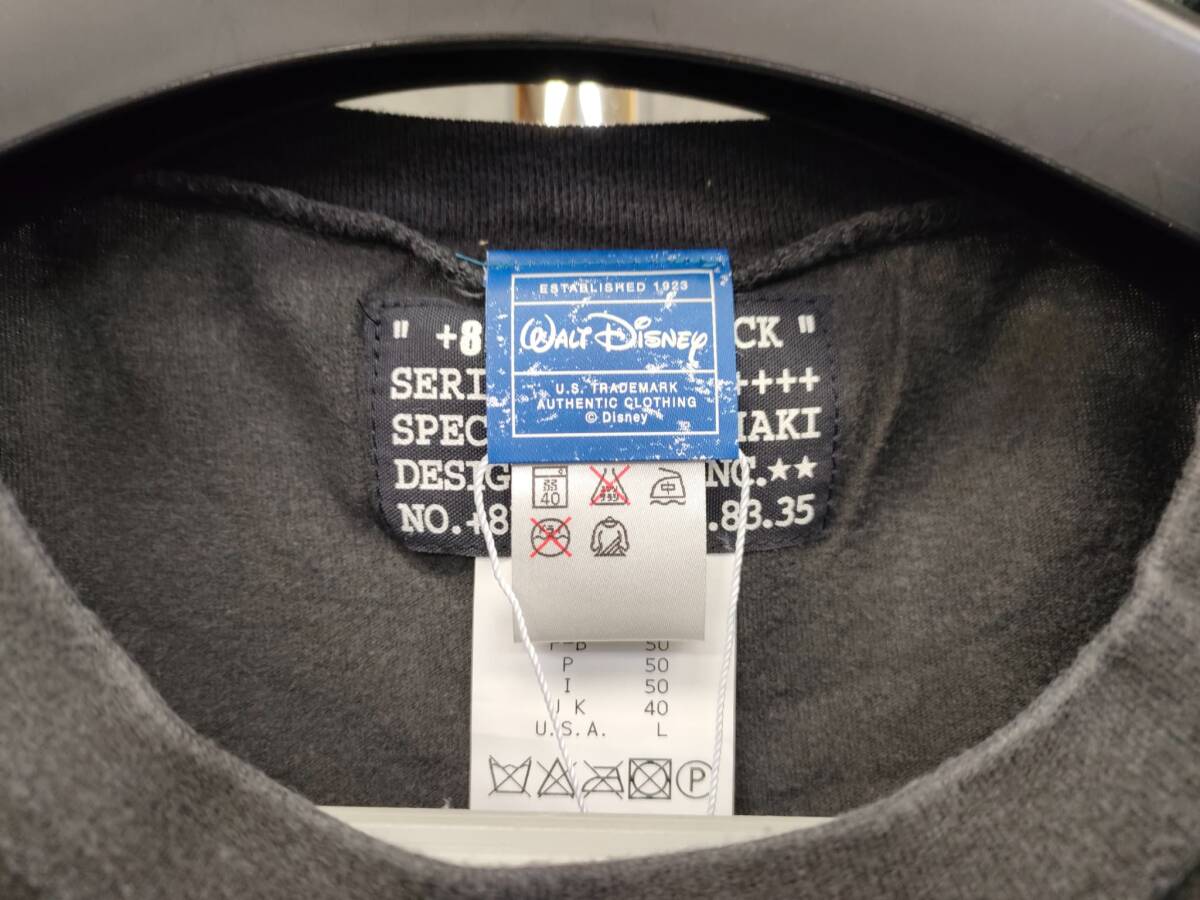 ESTABLISHED 1923
WALT DISNEY
U.S. TRADEMARK
AUTHENTIC CLOTHING
© Disney
" +8 CK "
SERI ++++
SPEC HAKI
DESIG NC.★★
NO.+8 .83.35
40
中
P 50
I 50
U K 40
U.S.A. L
P